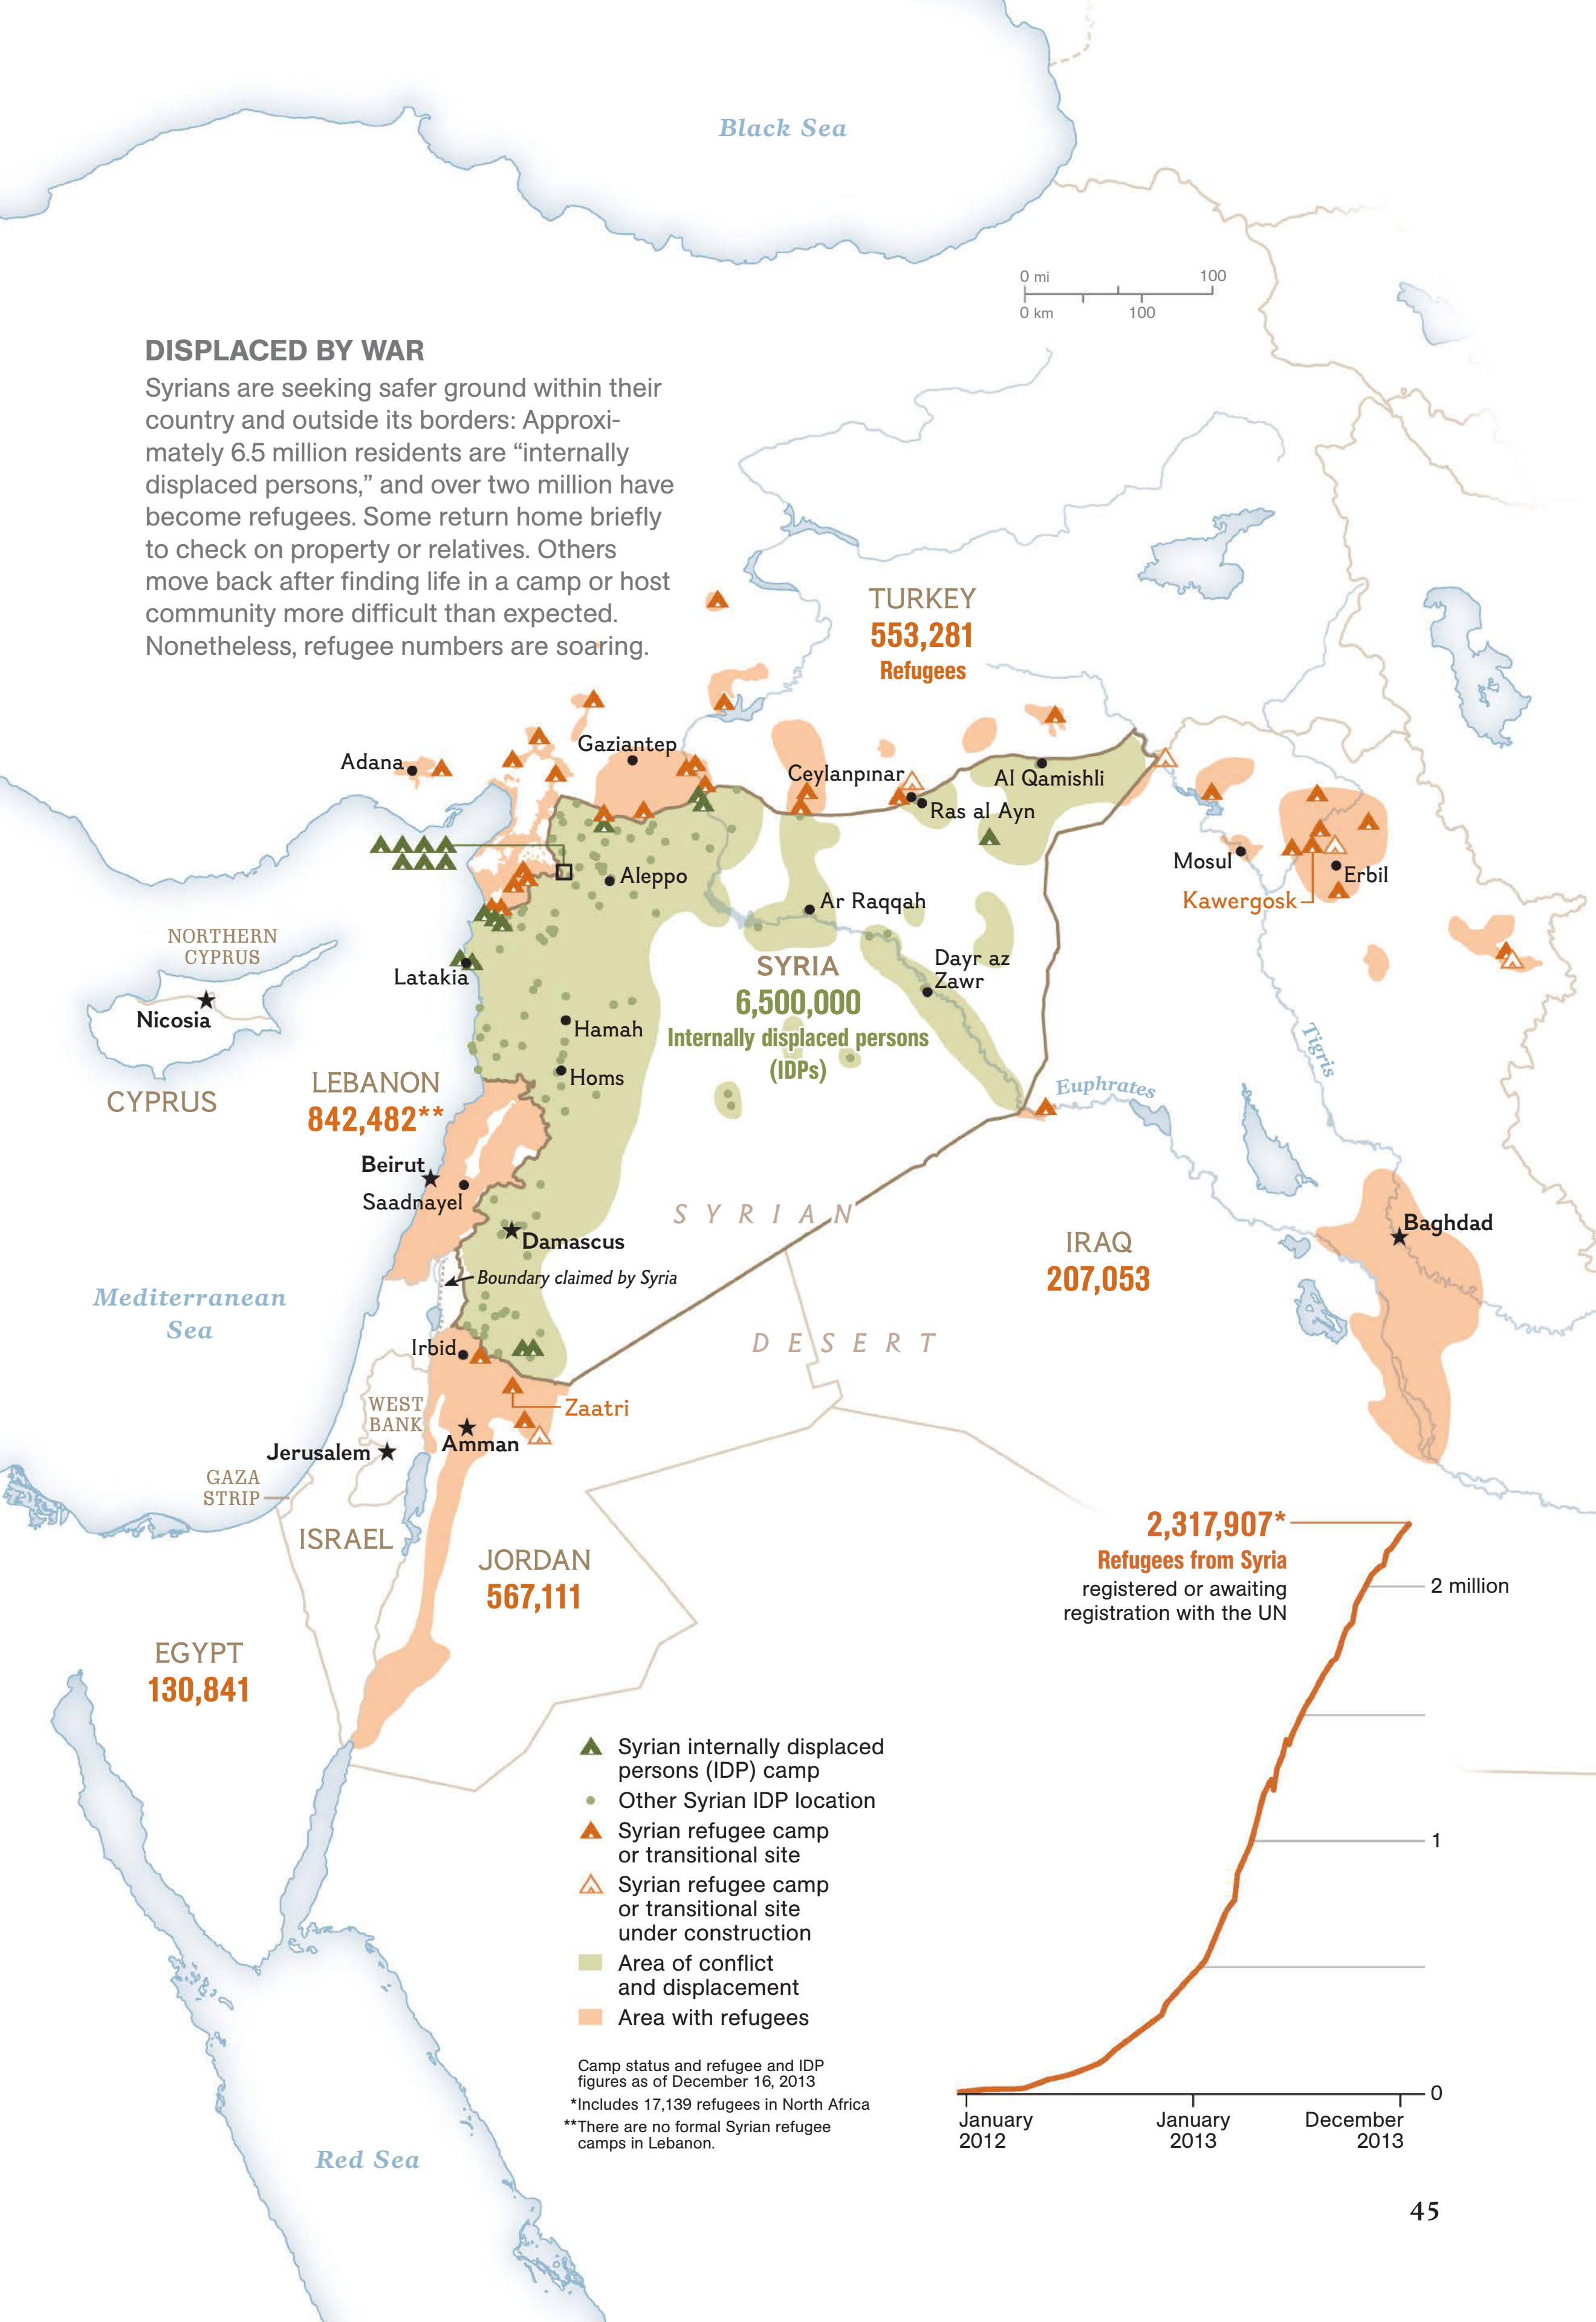 Black Sea
0 mi 100
0 km 100
DISPLACED BY WAR
Syrians are seeking safer ground within their
country and outside its borders: Approxi-
mately 6.5 million residents are “internally
displaced persons,” and over two million have
become refugees. Some return home briefly
to check on property or relatives. Others
move back after finding life in a camp or host
community more difficult than expected.
Nonetheless, refugee numbers are soaring.
TURKEY
553,281
Refugees
Gaziantep
Adana
Ceylanpınar
Al Qamishli
Ras al Ayn
Mosul
Erbil
Kawergosk
Aleppo
Ar Raqqah
NORTHERN
CYPRUS
Nicosia
CYPRUS
Latakia
SYRIA
6,500,000
Internally displaced persons
(IDPs)
Dayr az
Zawr
Hamah
Homs
Tigris
Euphrates
LEBANON
842,482**
Beirut
Saadnayel
Damascus
Boundary claimed by Syria
SYRIAN
DESERT
IRAQ
207,053
Baghdad
Mediterranean
Sea
Irbid
Zaatri
WEST
BANK
Amman
Jerusalem
GAZA
STRIP
ISRAEL
JORDAN
567,111
EGYPT
130,841
2,317,907*
Refugees from Syria
registered or awaiting
registration with the UN
2 million
1
0
January
2012
January
2013
December
2013
Syrian internally displaced
persons (IDP) camp
Other Syrian IDP location
Syrian refugee camp
or transitional site
Syrian refugee camp
or transitional site
under construction
Area of conflict
and displacement
Area with refugees
Camp status and refugee and IDP
figures as of December 16, 2013
*Includes 17,139 refugees in North Africa
**There are no formal Syrian refugee
camps in Lebanon.
Red Sea
45